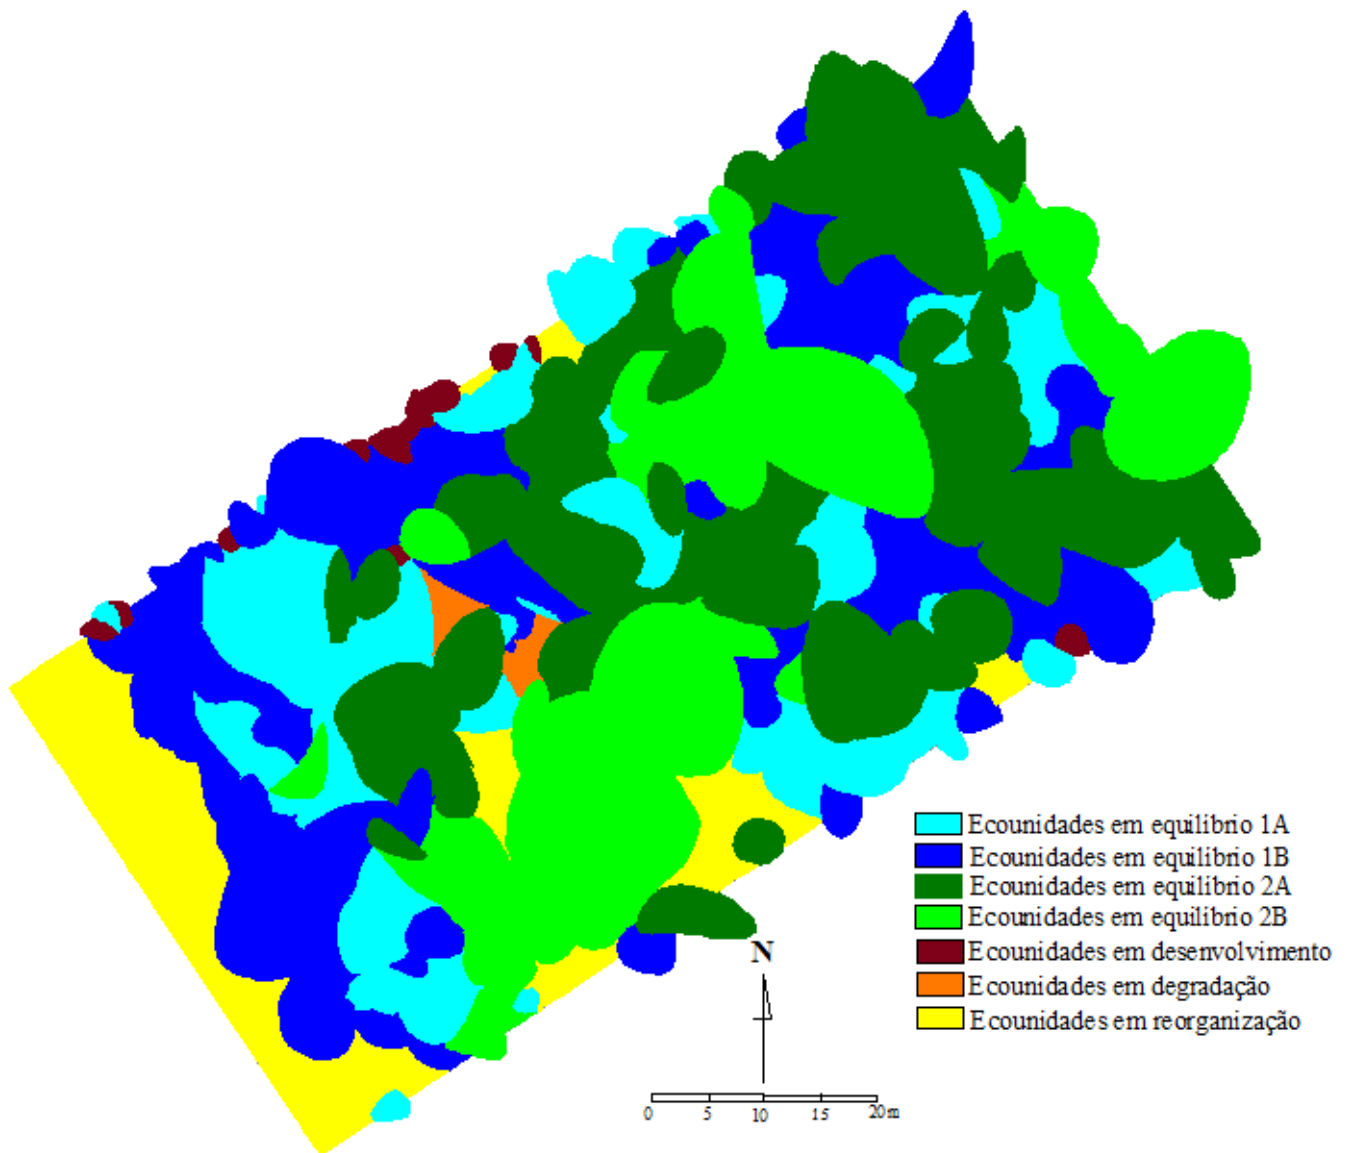 Ecounidades em equilíbrio 1A
Ecounidades em equilíbrio 1B
Ecounidades em equilíbrio 2A
Ecounidades em equilíbrio 2B
Ecounidades em desenvolvimento
Ecounidades em degradação
Ecounidades em reorganização
N
0 5 10 15 20m